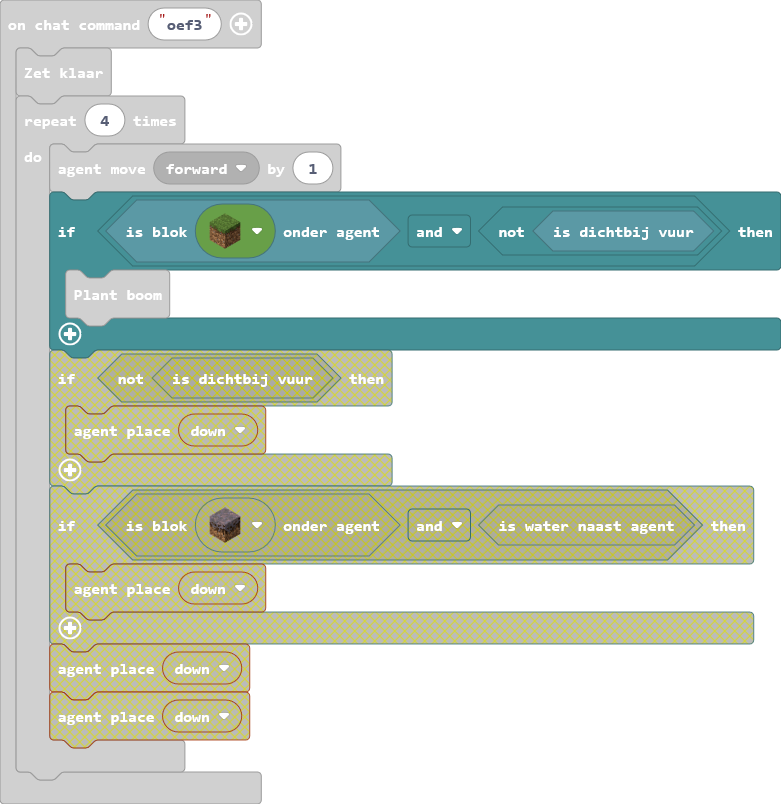 on chat command "oef3"
Zet klaar
repeat 4 times
do
agent move forward by 1
if is blok onder agent and not is dichtbij vuur then
Plant boom
if not is dichtbij vuur then
agent place down
if is blok onder agent and is water naast agent then
agent place down
agent place down
agent place down